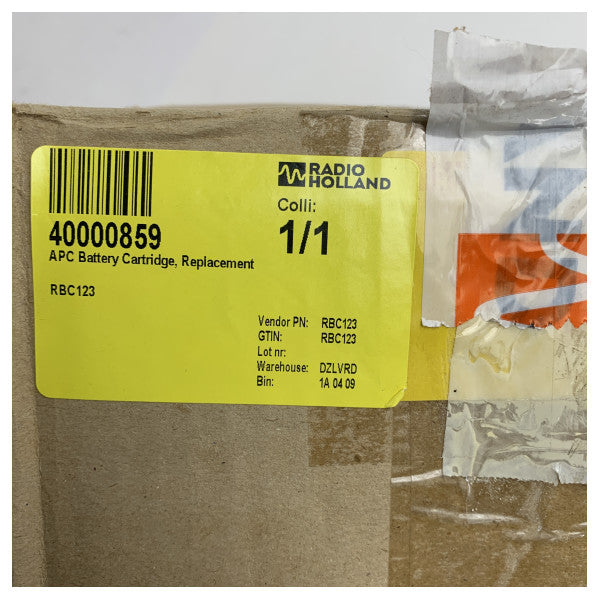 RADIO
HOLLAND
Colli:
1/1
40000859
APC Battery Cartridge, Replacement
RBC123
Vendor PN: RBC123
GTIN: RBC123
Lot nr:
Warehouse: DZLVRD
Bin: 1A 04 09